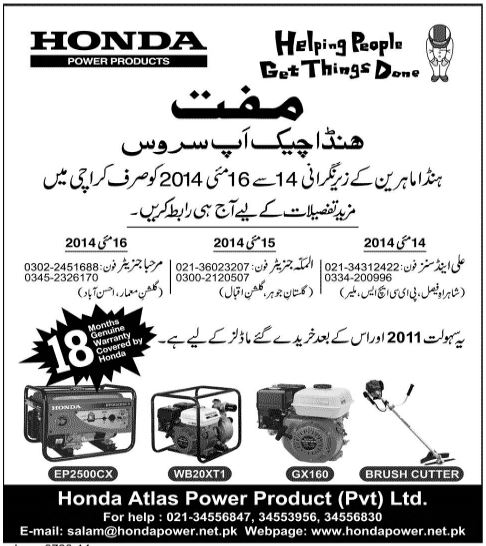 HONDA
POWER PRODUCTS
Helping People
Get Things Done
مفت
ہنڈا چیک اَپ سروس
ہنڈا ماہرین کے زیرِ نگرانی 14 سے 16 مئی 2014 کو صرف کراچی میں
مزید تفصیلات کے لیے آج ہی رابطہ کریں۔
14 مئی 2014
علی اینڈ سنز فون: 021-34312422
0334-200996
(شاہراہِ فیصل، پی ای سی ایچ ایس، ملیر)
15 مئی 2014
المکہ جنریٹر فون: 021-36023207
0300-2120507
(گلستانِ جوہر، گلشنِ اقبال)
16 مئی 2014
مرحبا جنریٹر فون: 0302-2451688
0345-2326170
(گلشنِ معمار، احسن آباد)
18 Months
Genuine
Warranty
Covered by
Honda
یہ سہولت 2011 اور اس کے بعد خریدے گئے ماڈلز کے لیے ہے۔
HONDA
EP2500CX
WB20XT1
GX160
BRUSH CUTTER
Honda Atlas Power Product (Pvt) Ltd.
For help : 021-34556847, 34553956, 34556830
E-mail: salam@hondapower.net.pk Webpage: www.hondapower.net.pk